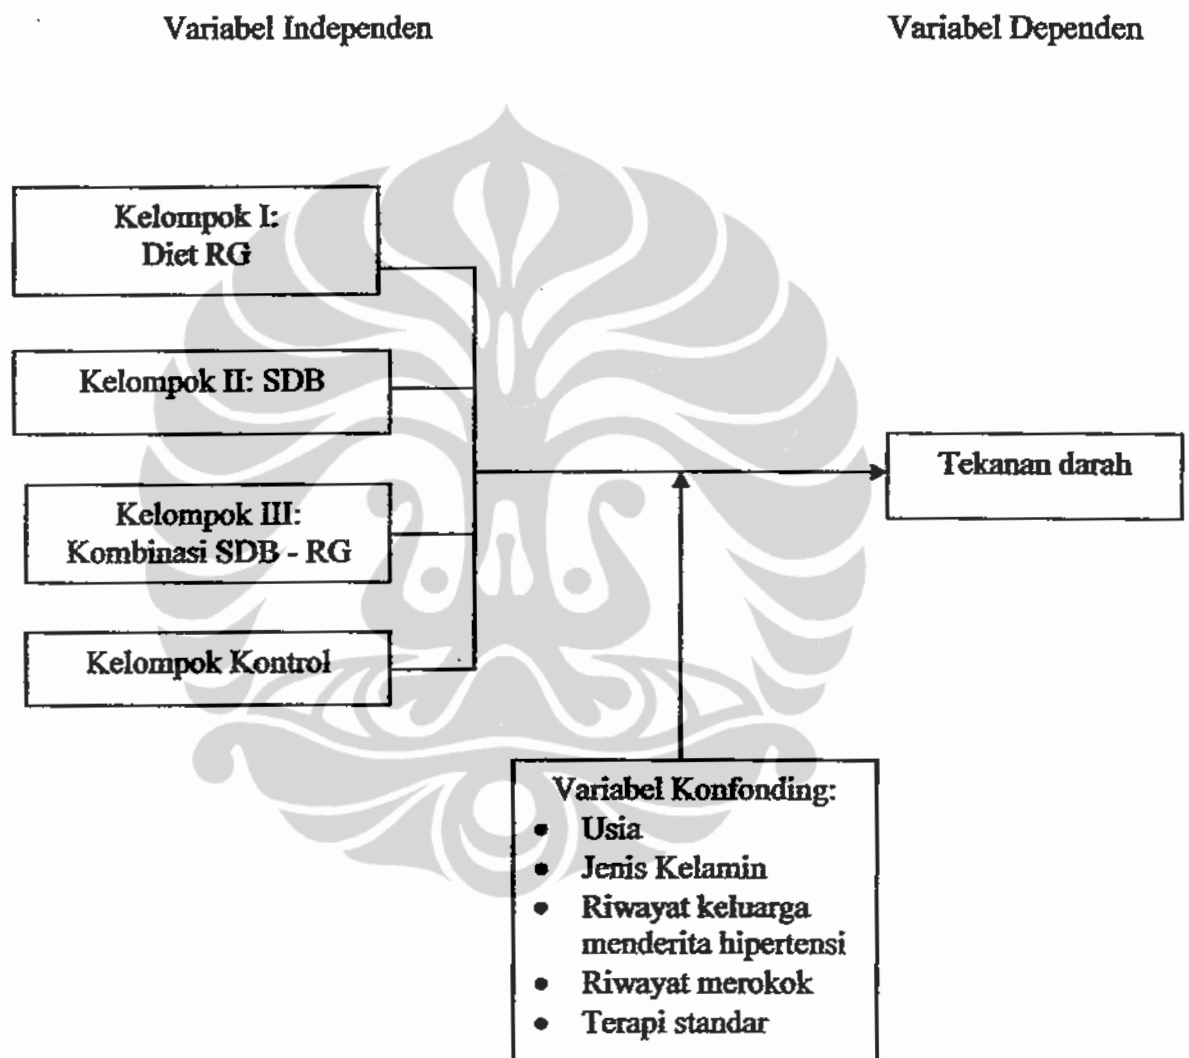 Variabel Independen
Variabel Dependen
Kelompok I:
Diet RG
Kelompok II: SDB
Kelompok III:
Kombinasi SDB - RG
Kelompok Kontrol
Tekanan darah
Variabel Konfonding:
• Usia
• Jenis Kelamin
• Riwayat keluarga
menderita hipertensi
• Riwayat merokok
• Terapi standar